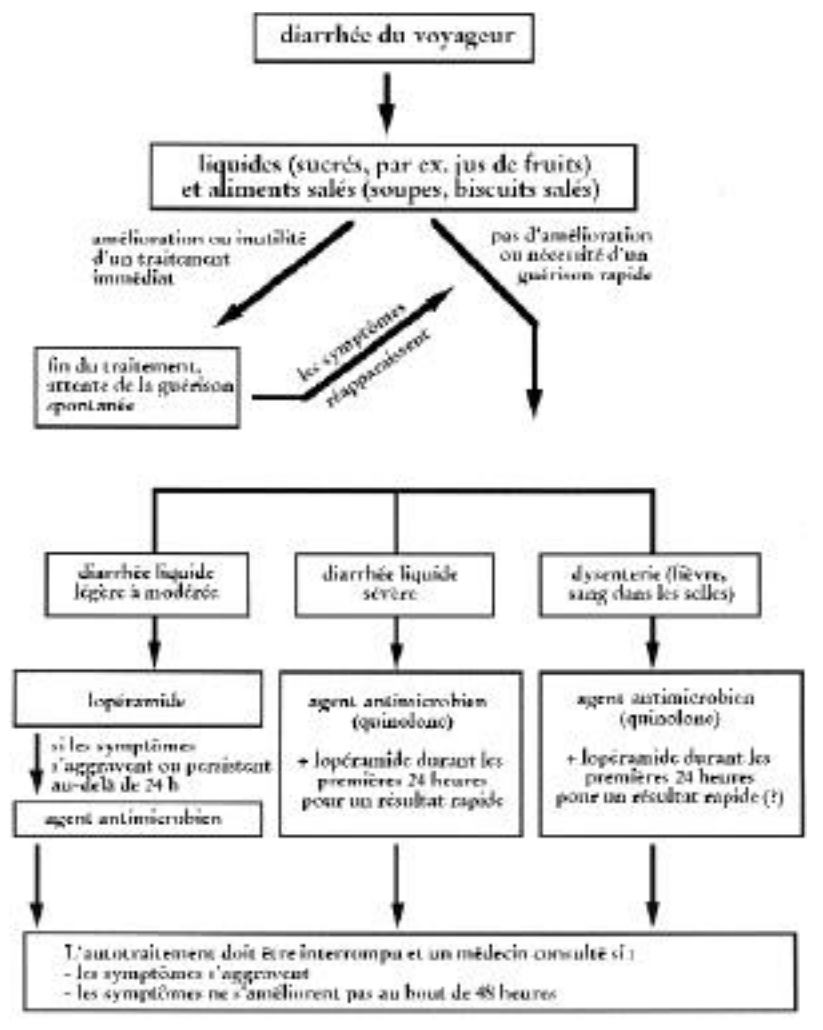 diarrhée du voyageur
liquides (sucrés, par ex. jus de fruits)
et aliments salés (soupes, biscuits salés)
amélioration ou inutilité
d'un traitement
immédiat
pas d'amélioration
ou nécessité d'un
guérison rapide
fin du traitement,
attente de la guérison
spontanée
les symptômes
réapparaissent
diarrhée liquide
légère à modérée
diarrhée liquide
sévère
dysenterie (fièvre,
sang dans les selles)
lopéramide
si les symptômes
s'aggravent ou persistent
au-delà de 24 h
agent antimicrobien
agent antimicrobien
(quinolone)
+ lopéramide durant les
premières 24 heures
pour un résultat rapide
agent antimicrobien
(quinolone)
+ lopéramide durant les
premières 24 heures
pour un résultat rapide (?)
L'autotraitement doit être interrompu et un médecin consulté si :
- les symptômes s'aggravent
- les symptômes ne s'améliorent pas au bout de 48 heures